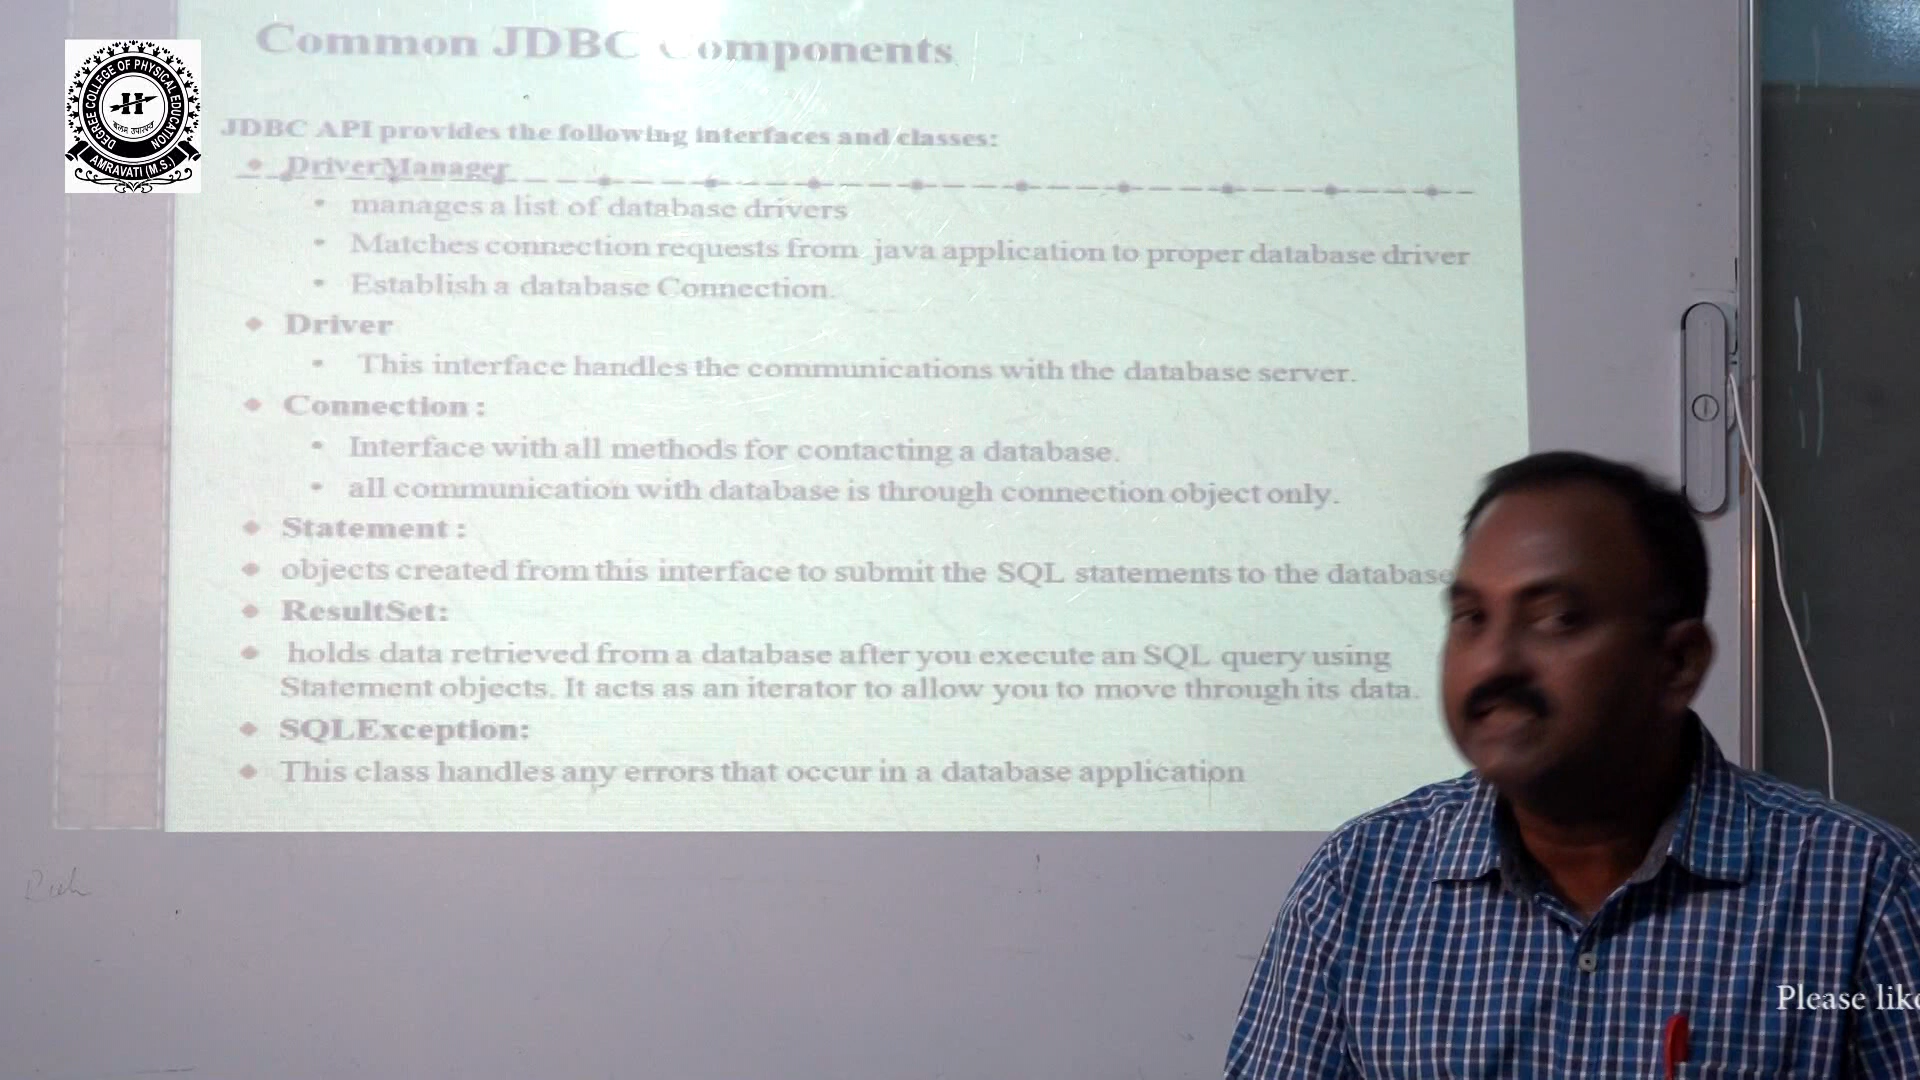 Common JDBC Components
DEGREE COLLEGE OF PHYSICAL EDUCATION
H
AMRAVATI (M.S.)
JDBC API provides the following interfaces and classes:
DriverManager
• manages a list of database drivers
• Matches connection requests from java application to proper database driver
• Establish a database Connection.
Driver
• This interface handles the communications with the database server.
Connection :
• Interface with all methods for contacting a database.
• all communication with database is through connection object only.
Statement :
objects created from this interface to submit the SQL statements to the database
ResultSet:
holds data retrieved from a database after you execute an SQL query using
Statement objects. It acts as an iterator to allow you to move through its data.
SQLException:
This class handles any errors that occur in a database application
Please like